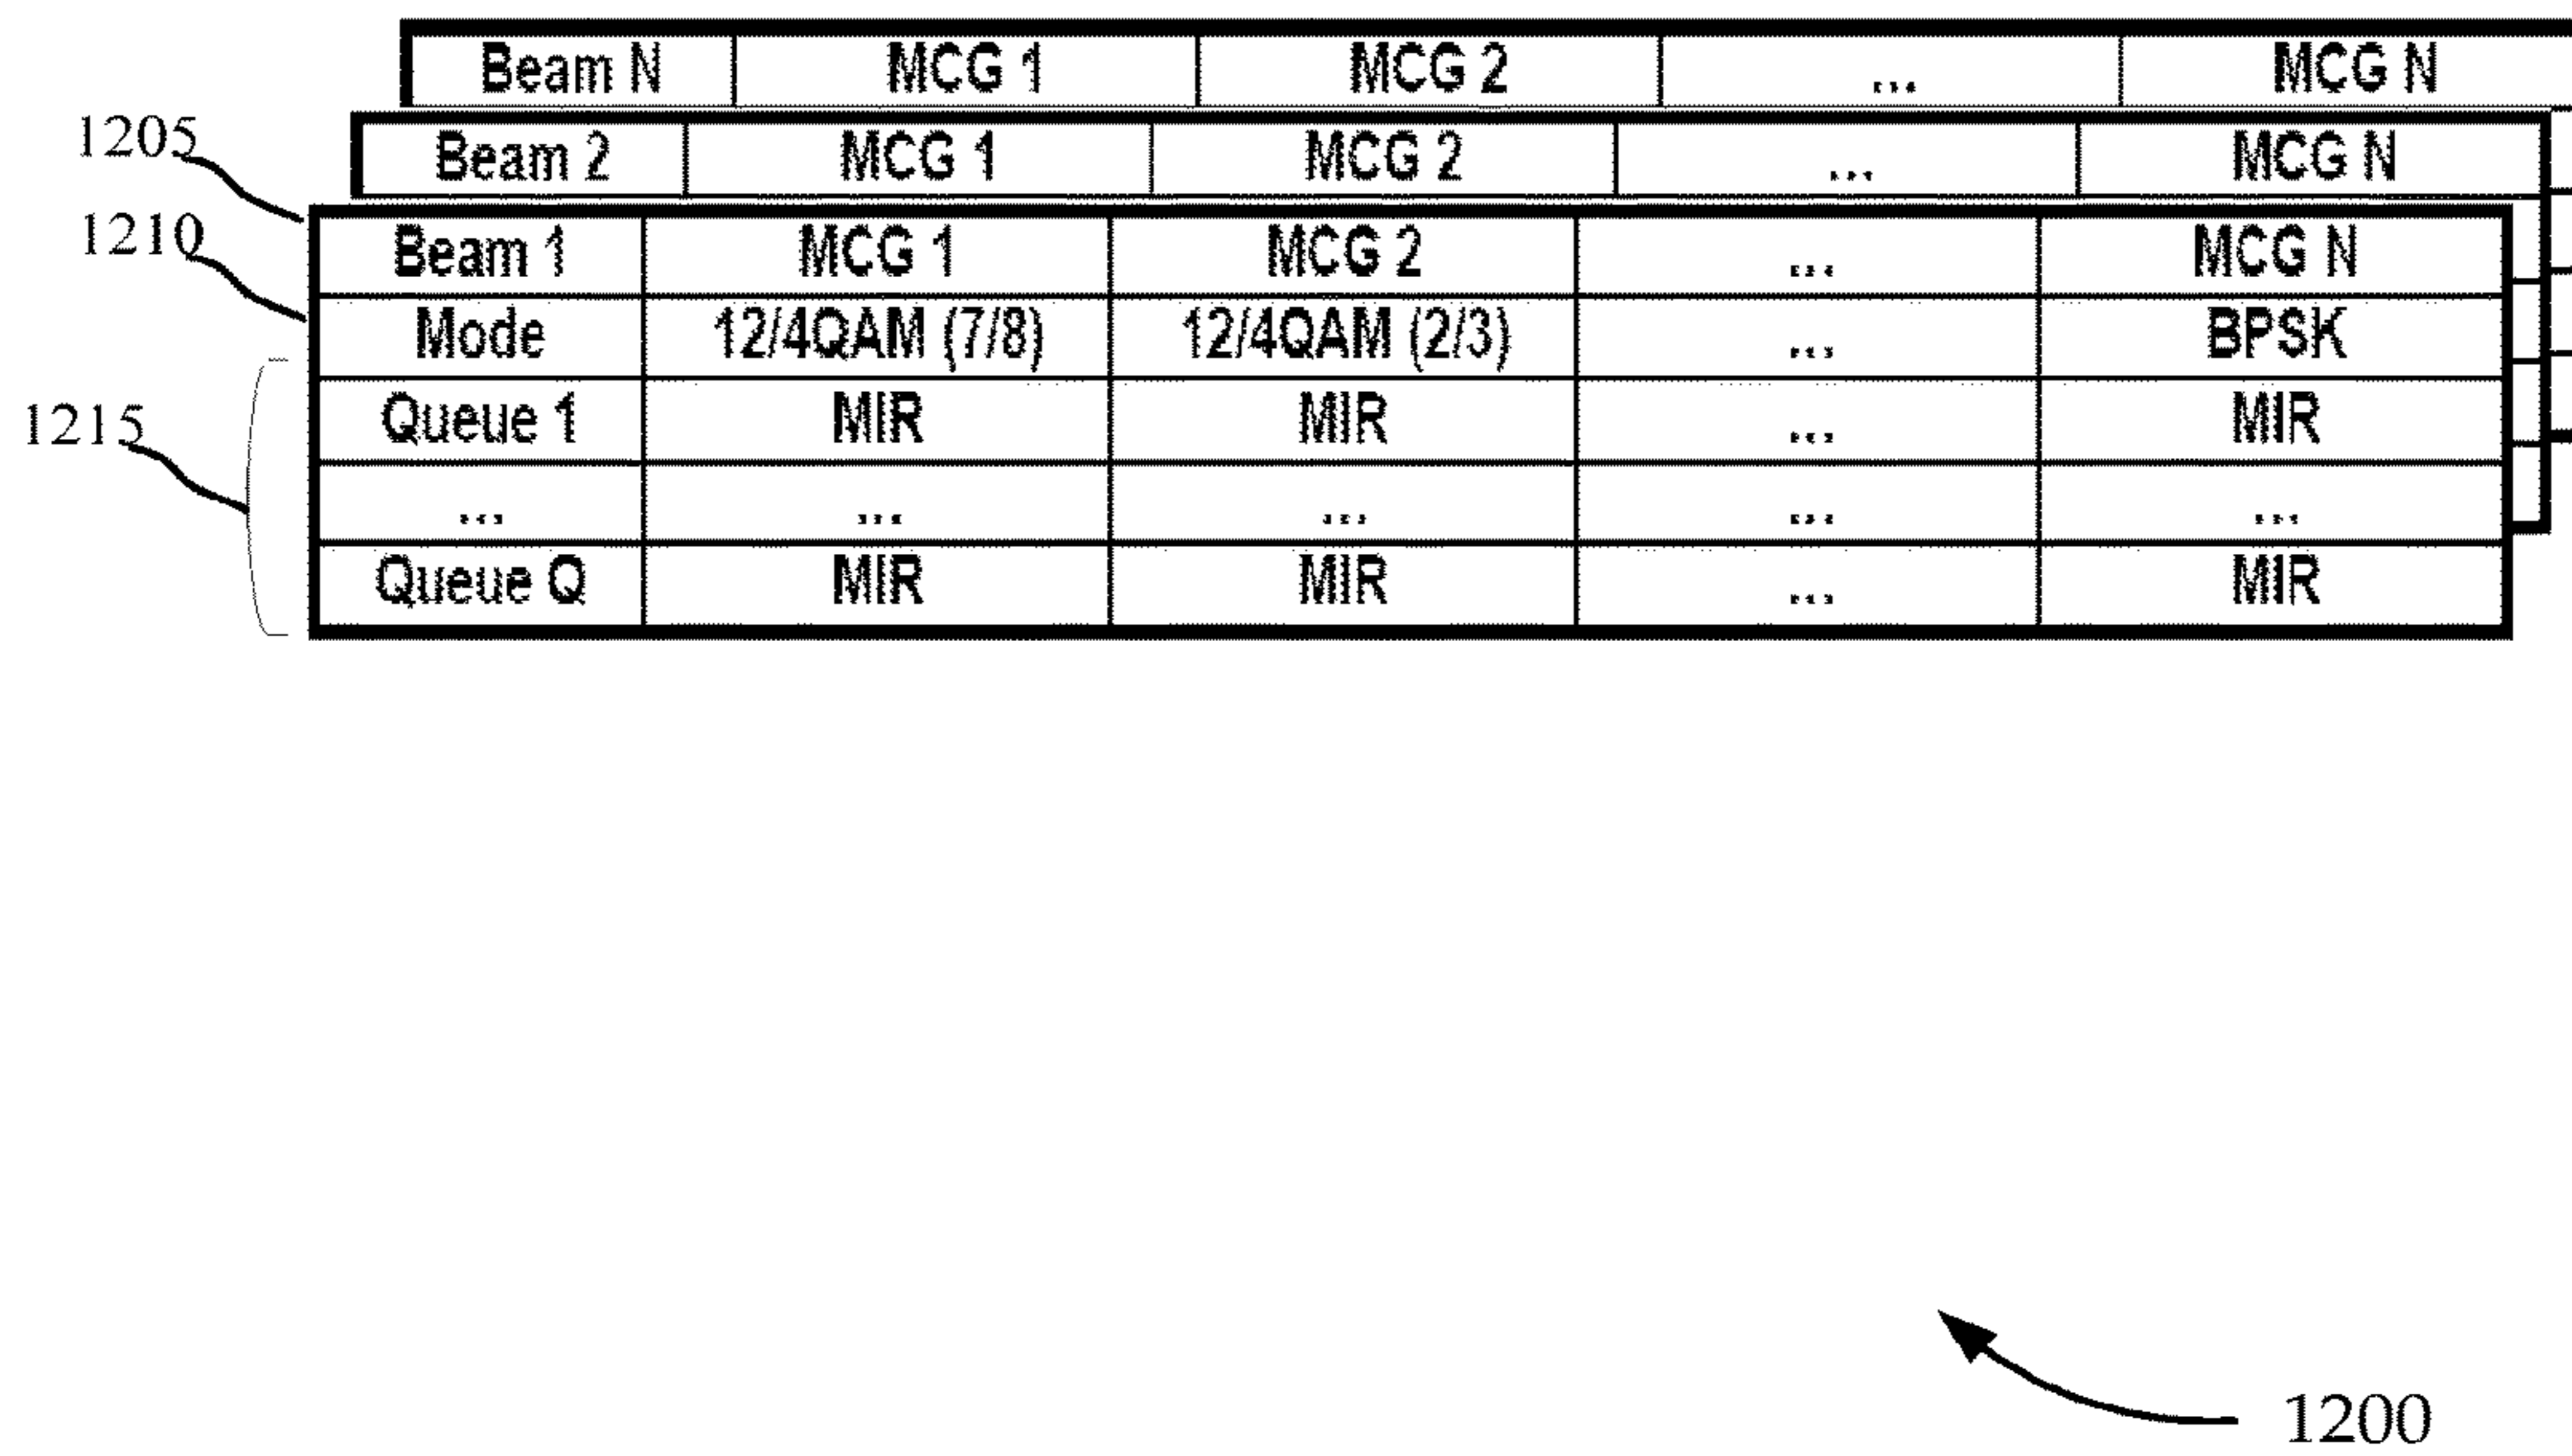 Beam N MCG 1 MCG 2 ... MCG N
1205 Beam 2 MCG 1 MCG 2 ... MCG N
1210 Beam 1 MCG 1 MCG 2 ... MCG N
Mode 12/4QAM (7/8) 12/4QAM (2/3) ... BPSK
1215 Queue 1 MIR MIR ... MIR
... ... ... ... ...
Queue Q MIR MIR ... MIR
1200